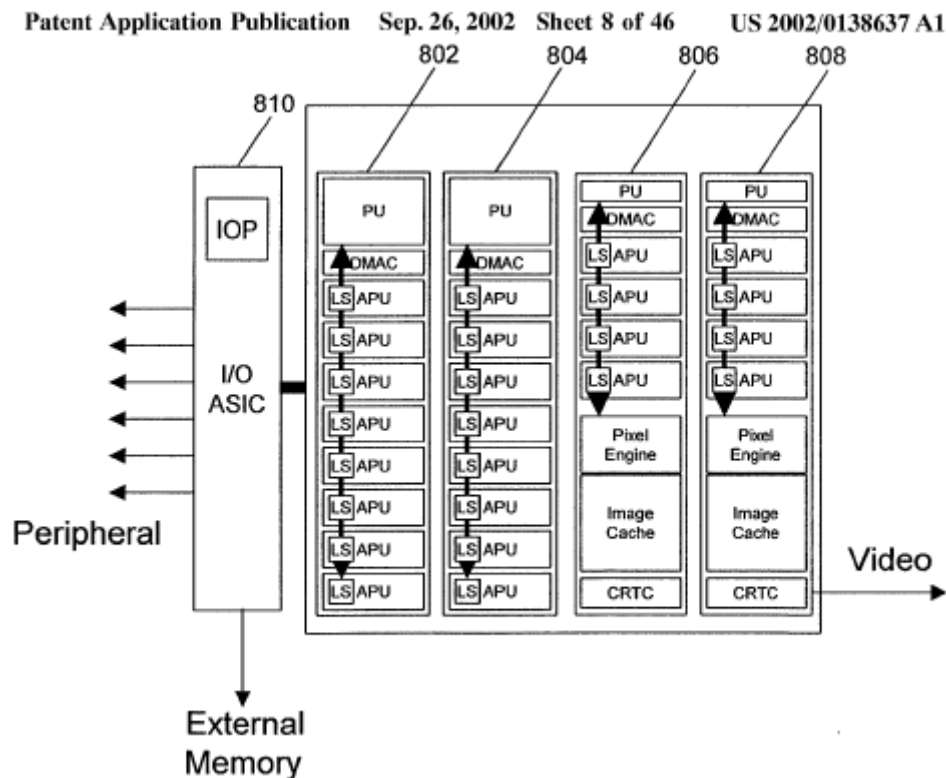 Patent Application Publication Sep. 26, 2002 Sheet 8 of 46 US 2002/0138637 A1
802 804 806 808
810
IOP
I/O
ASIC
Peripheral
External
Memory
PU
DMAC
LS APU
LS APU
LS APU
LS APU
LS APU
LS APU
LS APU
LS APU
PU
DMAC
LS APU
LS APU
LS APU
LS APU
LS APU
LS APU
LS APU
LS APU
PU
DMAC
LS APU
LS APU
LS APU
LS APU
Pixel
Engine
Image
Cache
CRTC
PU
DMAC
LS APU
LS APU
LS APU
LS APU
Pixel
Engine
Image
Cache
CRTC
Video